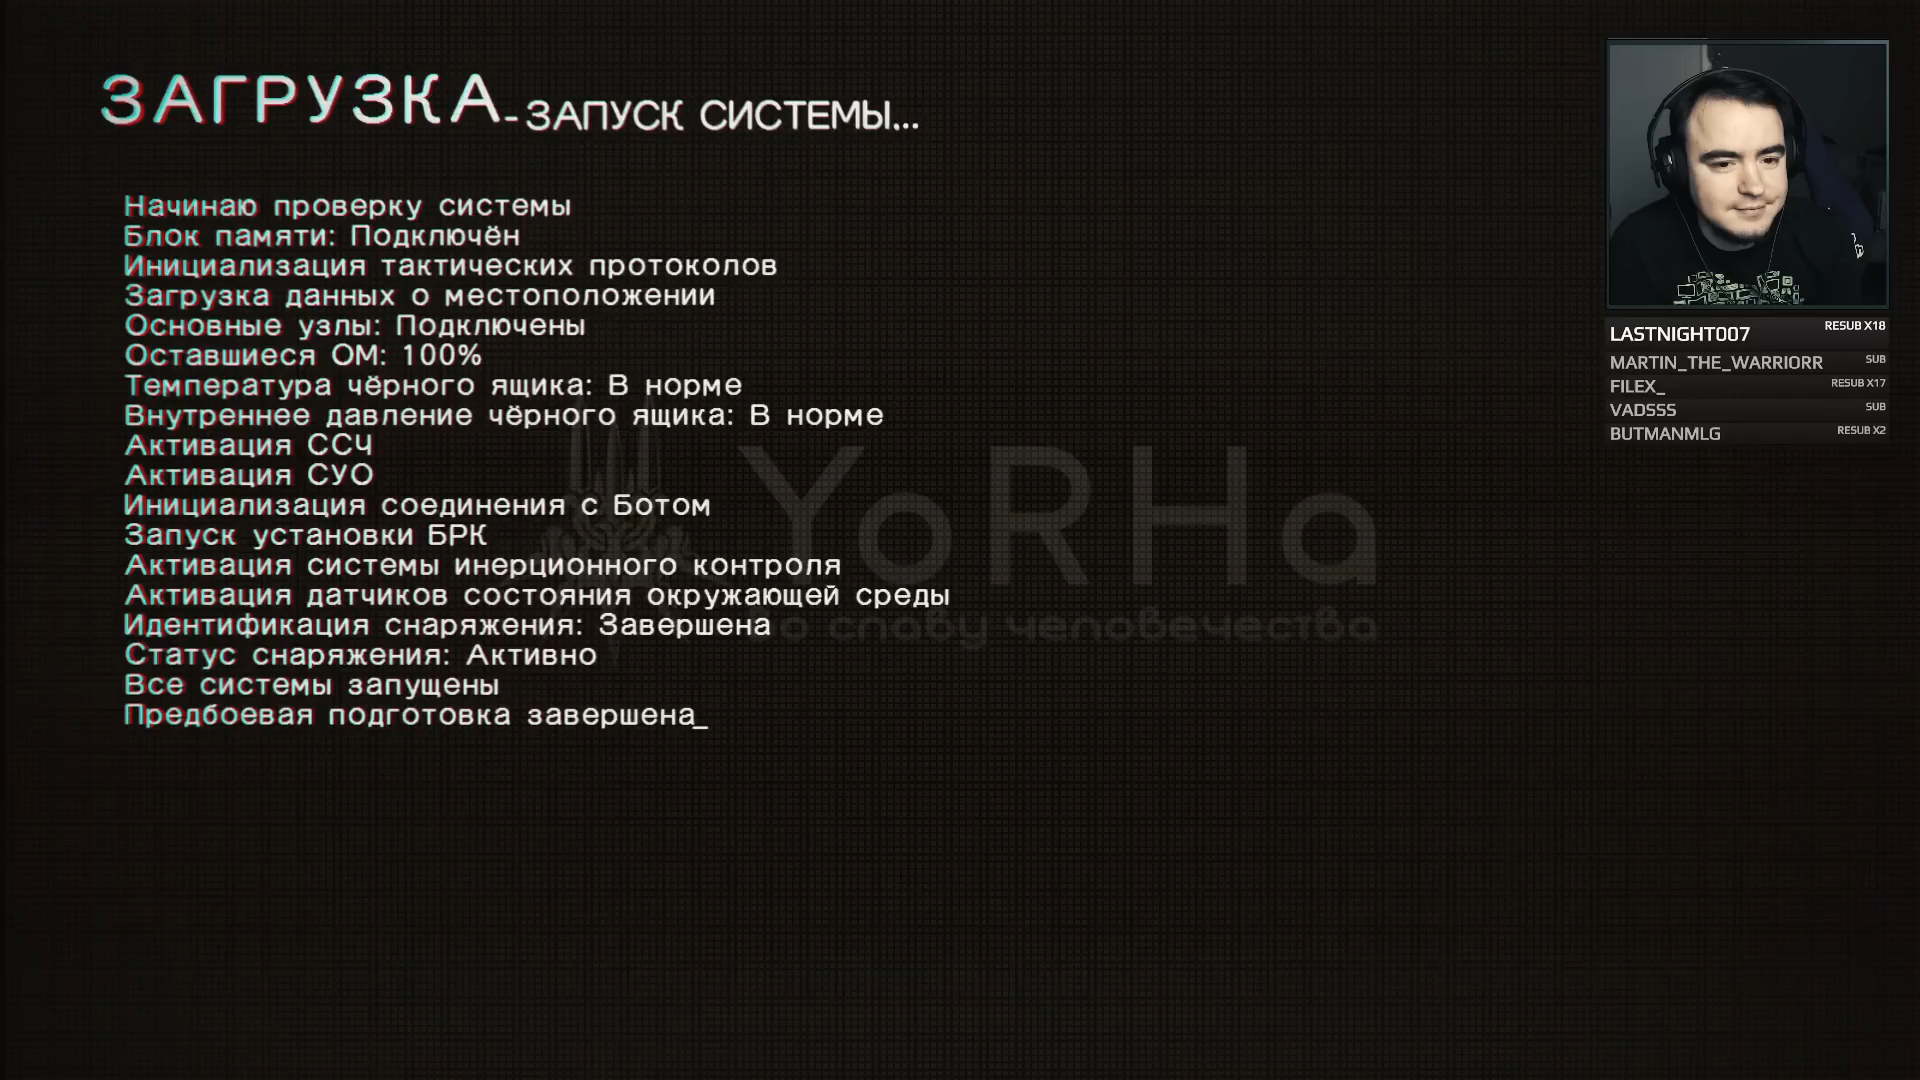 ЗАГРУЗКА - ЗАПУСК СИСТЕМЫ...
Начинаю проверку системы
Блок памяти: Подключён
Инициализация тактических протоколов
Загрузка данных о местоположении
Основные узлы: Подключены
Оставшиеся ОМ: 100%
Температура чёрного ящика: В норме
Внутреннее давление чёрного ящика: В норме
Активация ССЧ
Активация СУО
Инициализация соединения с Ботом
Запуск установки БРК
Активация системы инерционного контроля
Активация датчиков состояния окружающей среды
Идентификация снаряжения: Завершена
Статус снаряжения: Активно
Все системы запущены
Предбоевая подготовка завершена_
YoRHa
Во славу человечества
LASTNIGHT007 RESUB X18
MARTIN_THE_WARRIORR SUB
FILEX_ RESUB X17
VADSSS SUB
BUTMANMLG RESUB X2